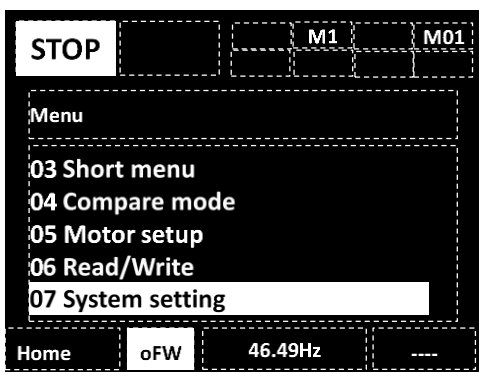 STOP M1 M01
Menu
03 Short menu
04 Compare mode
05 Motor setup
06 Read/Write
07 System setting
Home oFW 46.49Hz ----